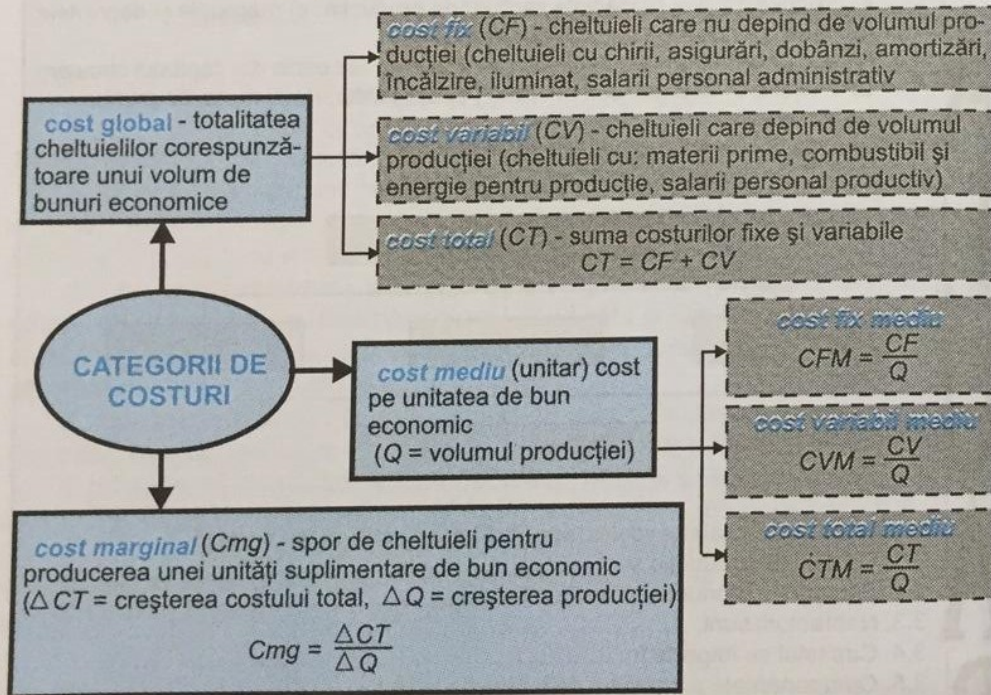 cost fix (CF) - cheltuieli care nu depind de volumul pro-
ducției (cheltuieli cu chirii, asigurări, dobânzi, amortizări,
încălzire, iluminat, salarii personal administrativ
cost global - totalitatea
cheltuielilor corespunză-
toare unui volum de
bunuri economice
cost variabil (CV) - cheltuieli care depind de volumul
producției (cheltuieli cu: materii prime, combustibil și
energie pentru producție, salarii personal productiv)
cost total (CT) - suma costurilor fixe și variabile
CT = CF + CV
CATEGORII DE
COSTURI
cost mediu (unitar) cost
pe unitatea de bun
economic
(Q = volumul producției)
cost fix mediu
CFM = CF/Q
cost variabil mediu
CVM = CV/Q
cost total mediu
CTM = CT/Q
cost marginal (Cmg) - spor de cheltuieli pentru
producerea unei unități suplimentare de bun economic
(Δ CT = creșterea costului total, Δ Q = creșterea producției)
Cmg = ΔCT/ΔQ